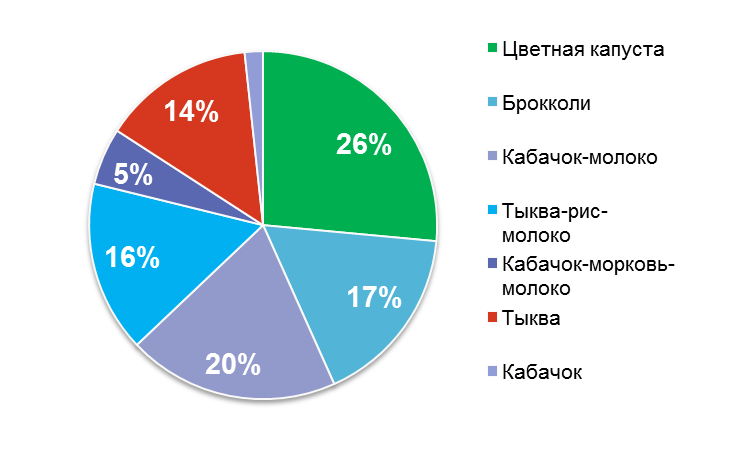 26%
17%
20%
16%
5%
14%
Цветная капуста
Брокколи
Кабачок-молоко
Тыква-рис-
молоко
Кабачок-морковь-
молоко
Тыква
Кабачок